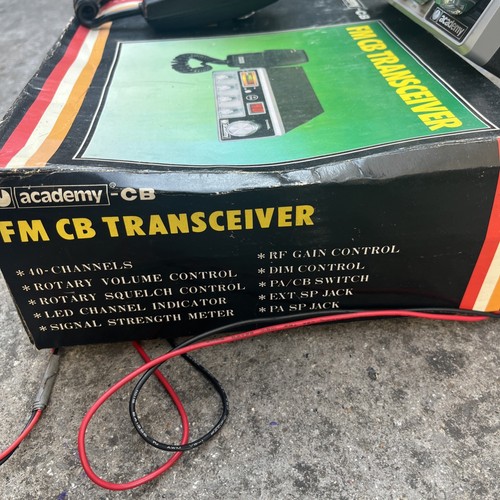 academy
FM CB TRANSCEIVER
academy -CB
FM CB TRANSCEIVER
* 40-CHANNELS
* ROTARY VOLUME CONTROL
* ROTARY SQUELCH CONTROL
* LED CHANNEL INDICATOR
* SIGNAL STRENGTH METER
* RF GAIN CONTROL
* DIM CONTROL
* PA/CB SWITCH
* EXT SP JACK
* PA SP JACK